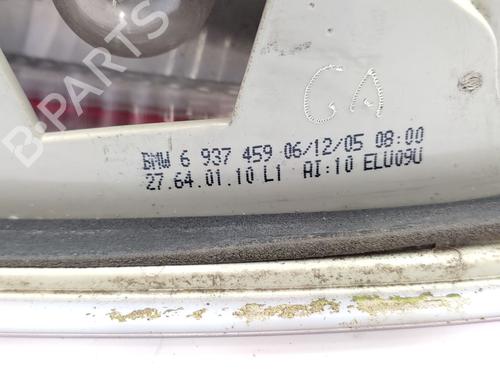 GA
BMW 6 937 459 06/12/05 08:00
27.64.01.10 L1 AI:10 ELU09U
B-PARTS